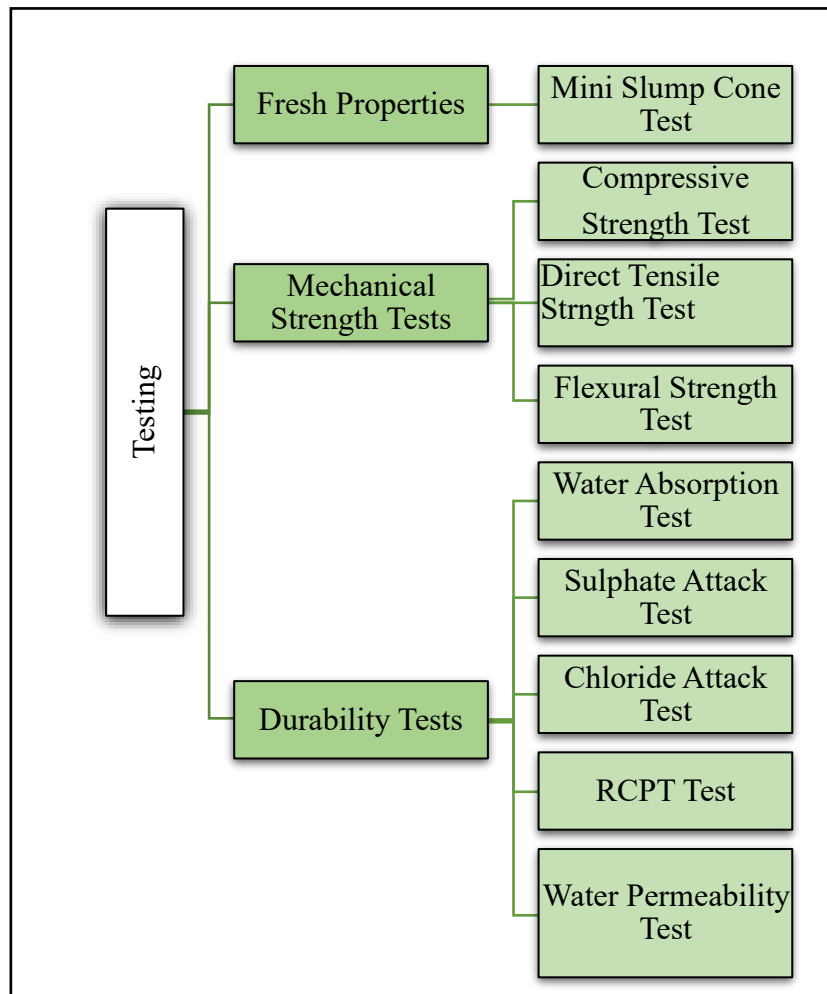 Testing
Fresh Properties
Mini Slump Cone
Test
Mechanical
Strength Tests
Compressive
Strength Test
Direct Tensile
Strngth Test
Flexural Strength
Test
Durability Tests
Water Absorption
Test
Sulphate Attack
Test
Chloride Attack
Test
RCPT Test
Water Permeability
Test